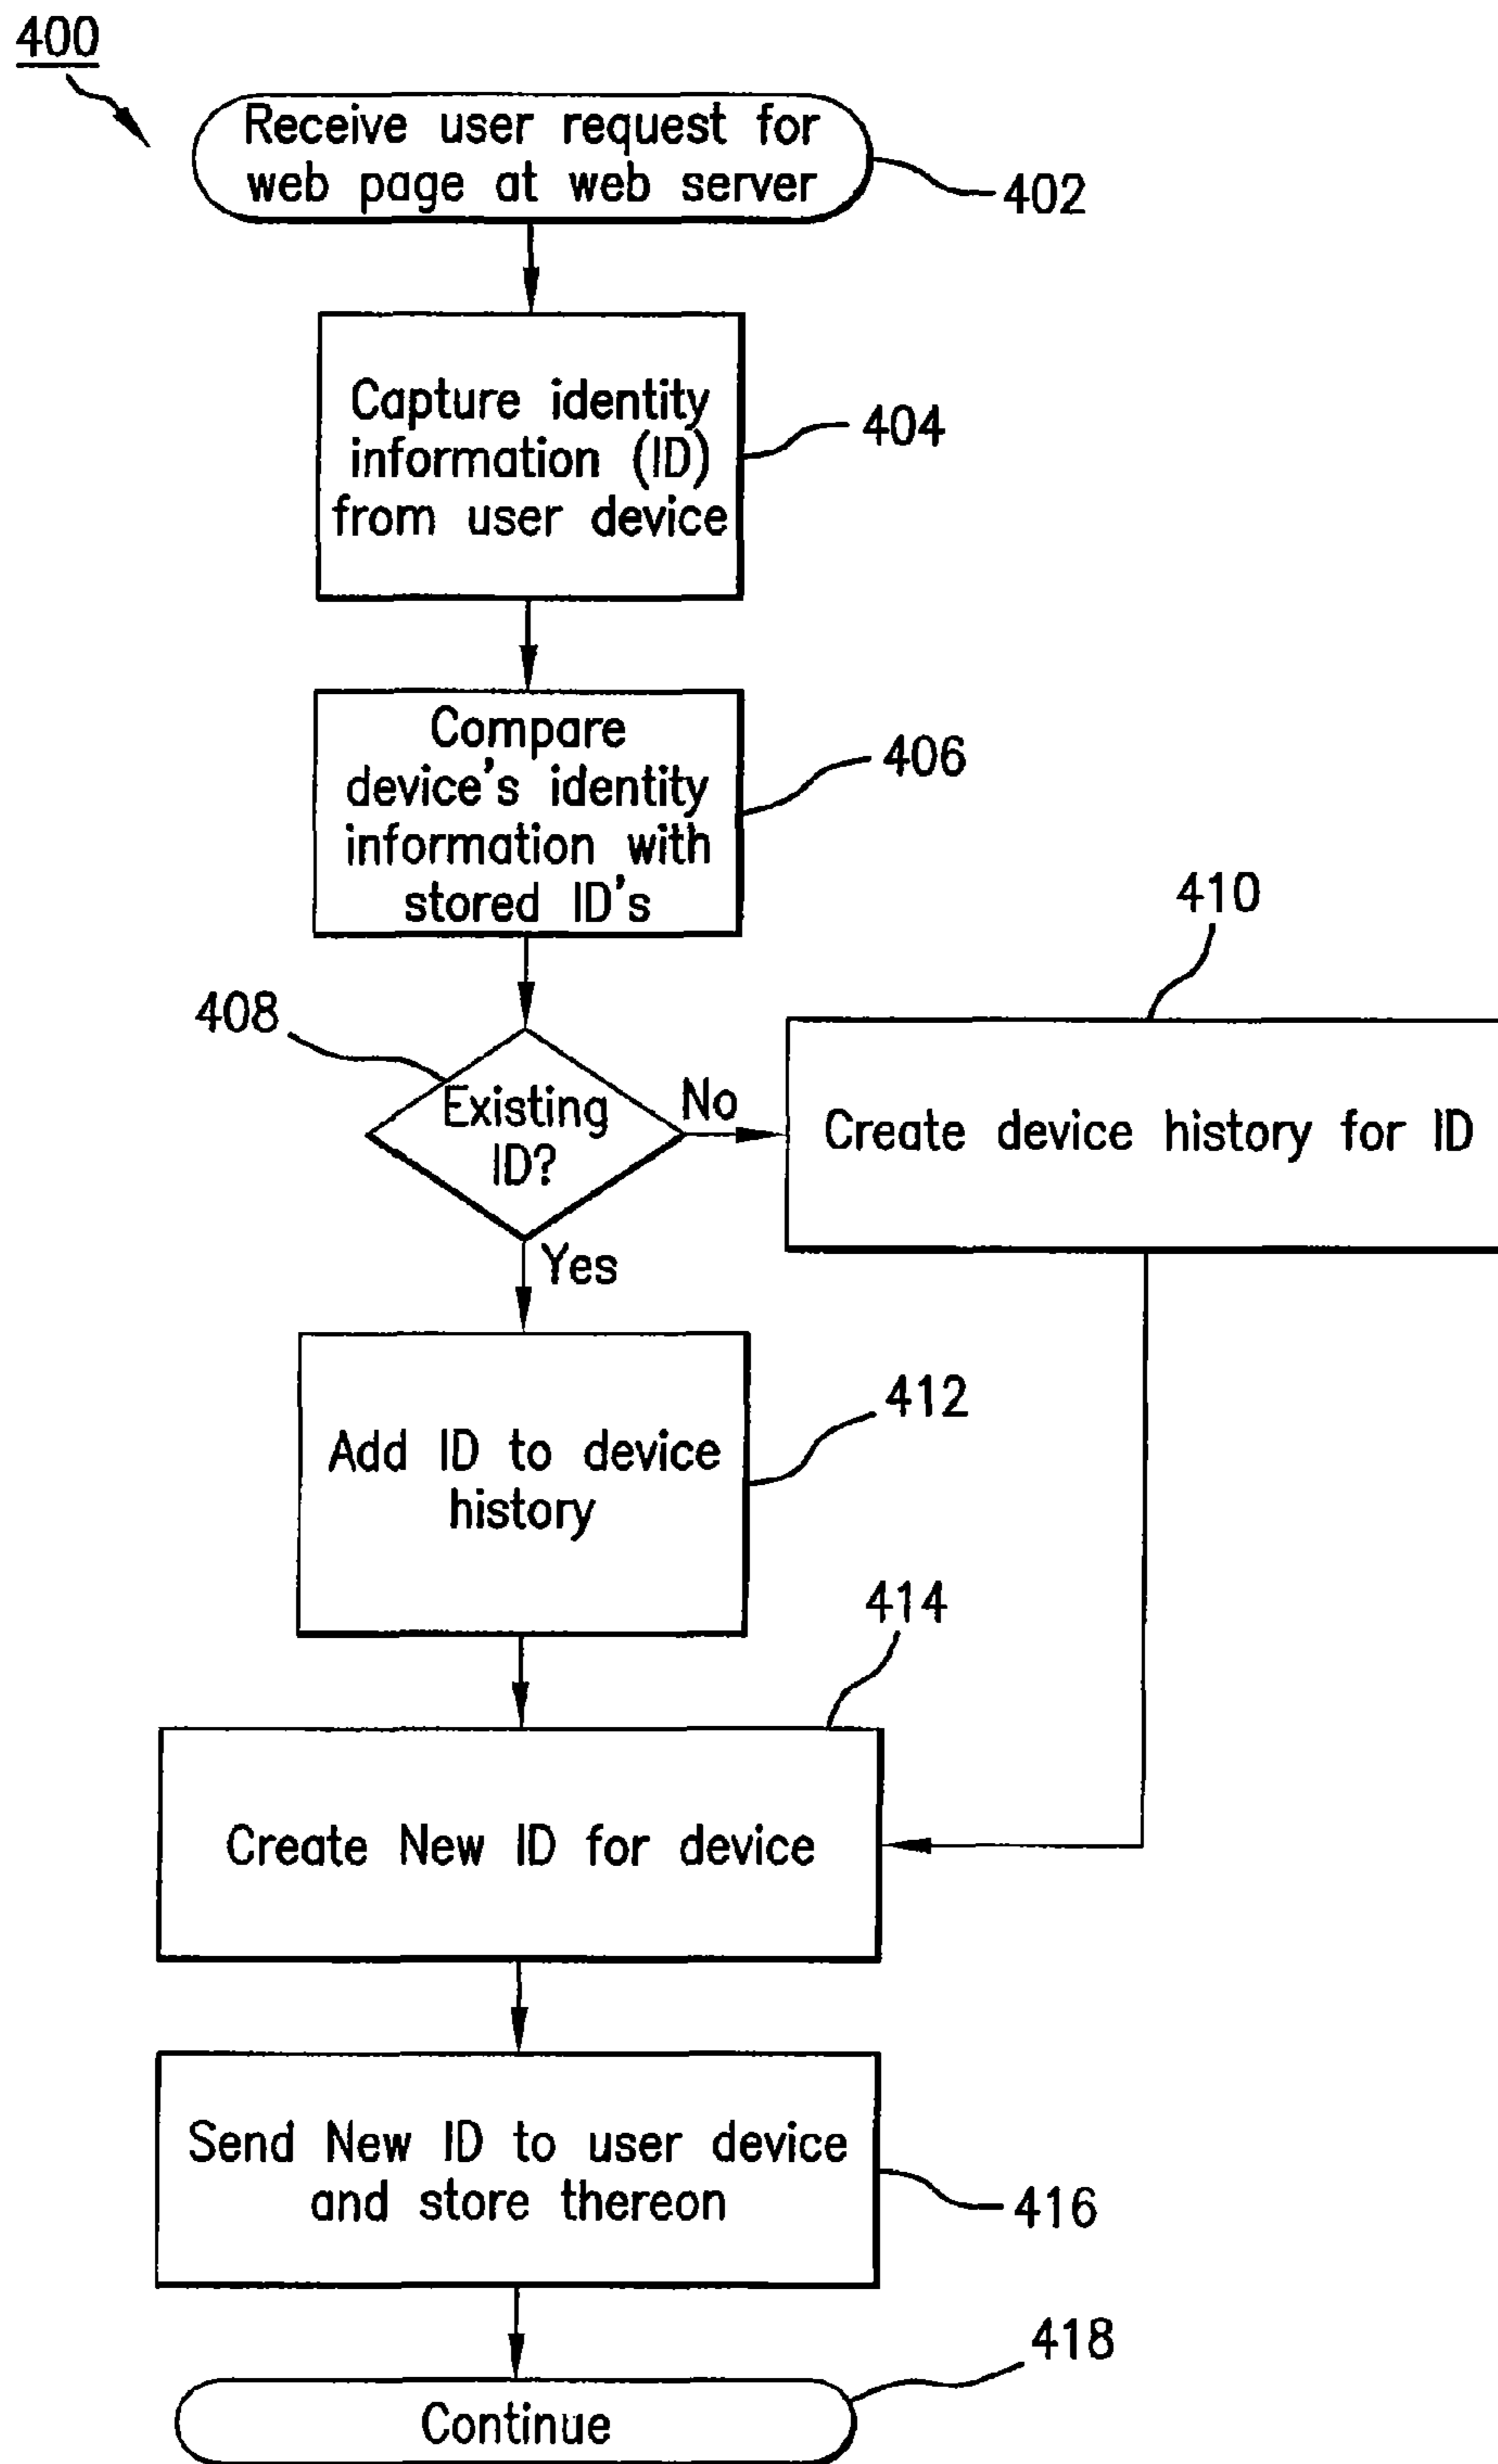 400
Receive user request for
web page at web server
402
Capture identity
information (ID)
from user device
404
Compare
device's identity
information with
stored ID's
406
408
Existing
ID?
No
Yes
410
Create device history for ID
Add ID to device
history
412
414
Create New ID for device
Send New ID to user device
and store thereon
416
418
Continue